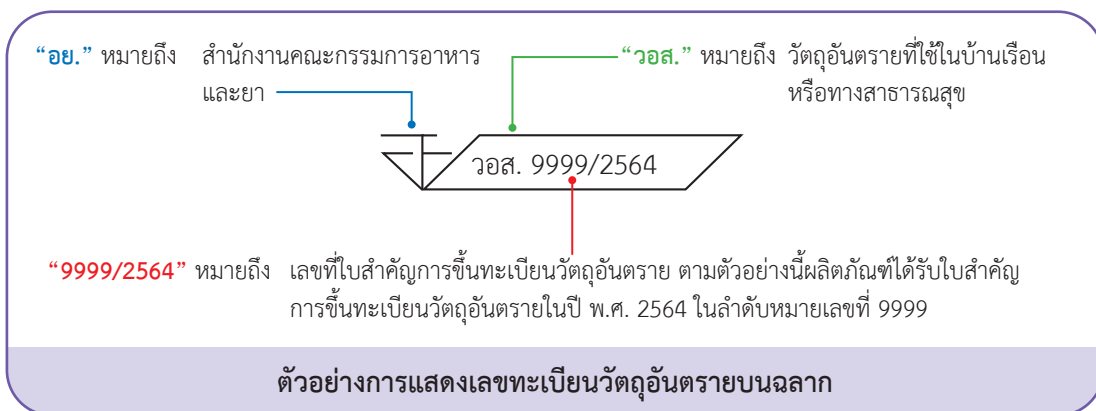 “อย.” หมายถึง สำนักงานคณะกรรมการอาหาร
และยา
“วอส.” หมายถึง วัตถุอันตรายที่ใช้ในบ้านเรือน
หรือทางสาธารณสุข
วอส. 9999/2564
“9999/2564” หมายถึง เลขที่ใบสำคัญการขึ้นทะเบียนวัตถุอันตราย ตามตัวอย่างนี้ผลิตภัณฑ์ได้รับใบสำคัญ
การขึ้นทะเบียนวัตถุอันตรายในปี พ.ศ. 2564 ในลำดับหมายเลขที่ 9999
ตัวอย่างการแสดงเลขทะเบียนวัตถุอันตรายบนฉลาก